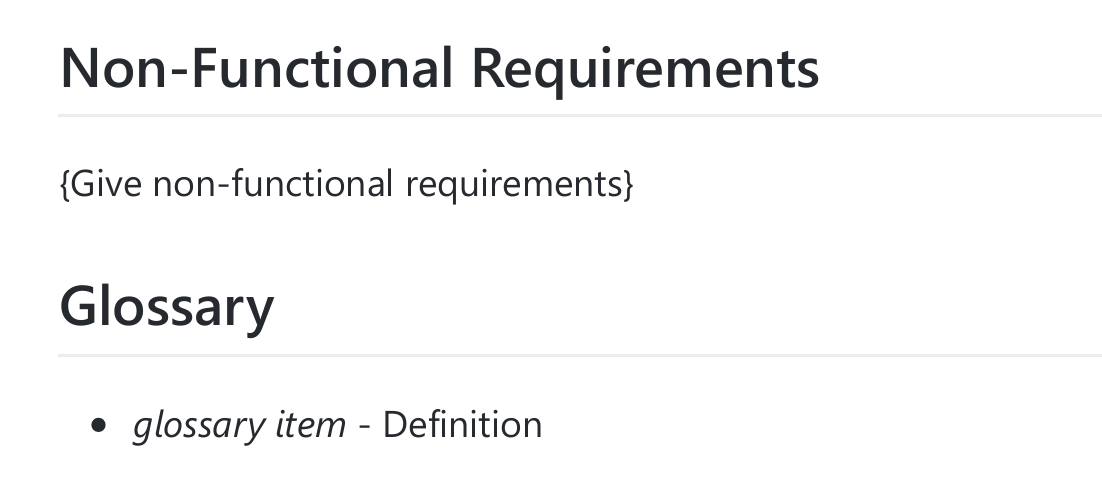 Non-Functional Requirements
{Give non-functional requirements}
Glossary
• glossary item - Definition